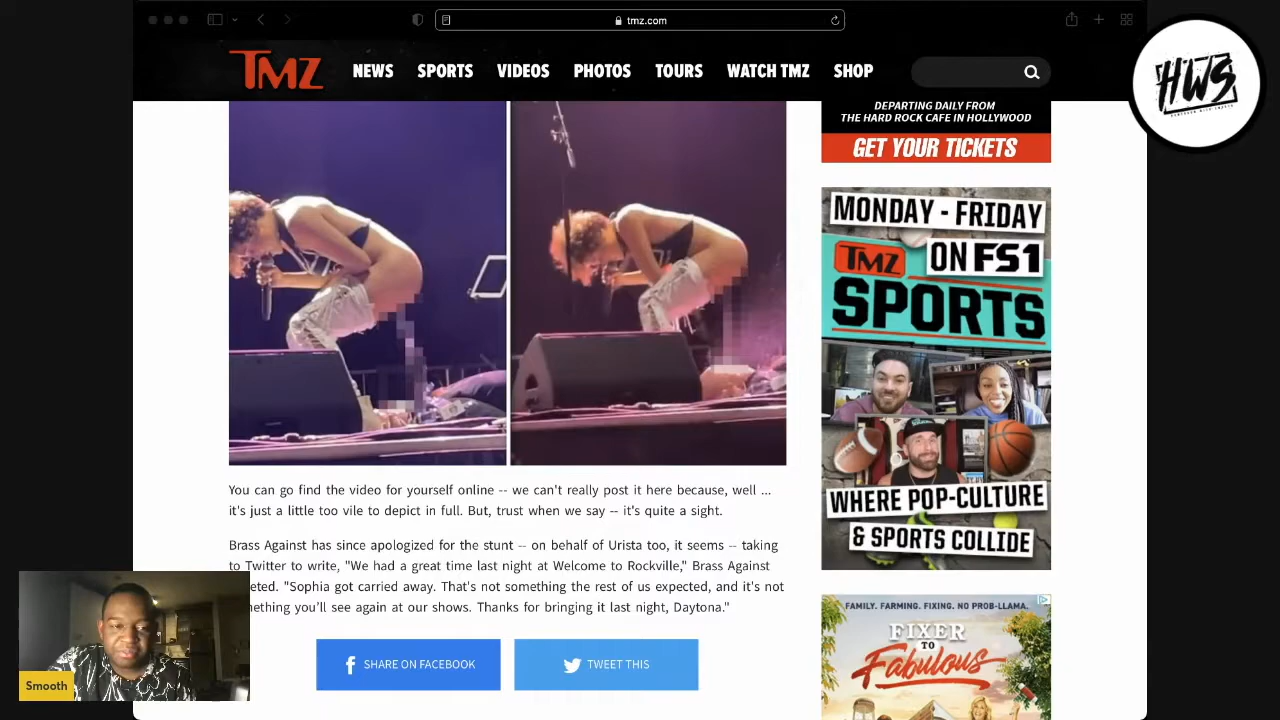 tmz.com
TMZ
NEWS
SPORTS
VIDEOS
PHOTOS
TOURS
WATCH TMZ
SHOP
HWS
DEPARTING DAILY FROM
THE HARD ROCK CAFE IN HOLLYWOOD
GET YOUR TICKETS
MONDAY - FRIDAY
TMZ ON FS1
SPORTS
WHERE POP-CULTURE
& SPORTS COLLIDE
You can go find the video for yourself online -- we can't really post it here because, well ...
it's just a little too vile to depict in full. But, trust when we say -- it's quite a sight.
Brass Against has since apologized for the stunt -- on behalf of Urista too, it seems -- taking
to Twitter to write, "We had a great time last night at Welcome to Rockville," Brass Against
eted. "Sophia got carried away. That's not something the rest of us expected, and it's not
nething you'll see again at our shows. Thanks for bringing it last night, Daytona."
SHARE ON FACEBOOK
TWEET THIS
FAMILY. FARMING. FIXING. NO PROB-LLAMA.
FIXER
TO
Fabulous
Smooth